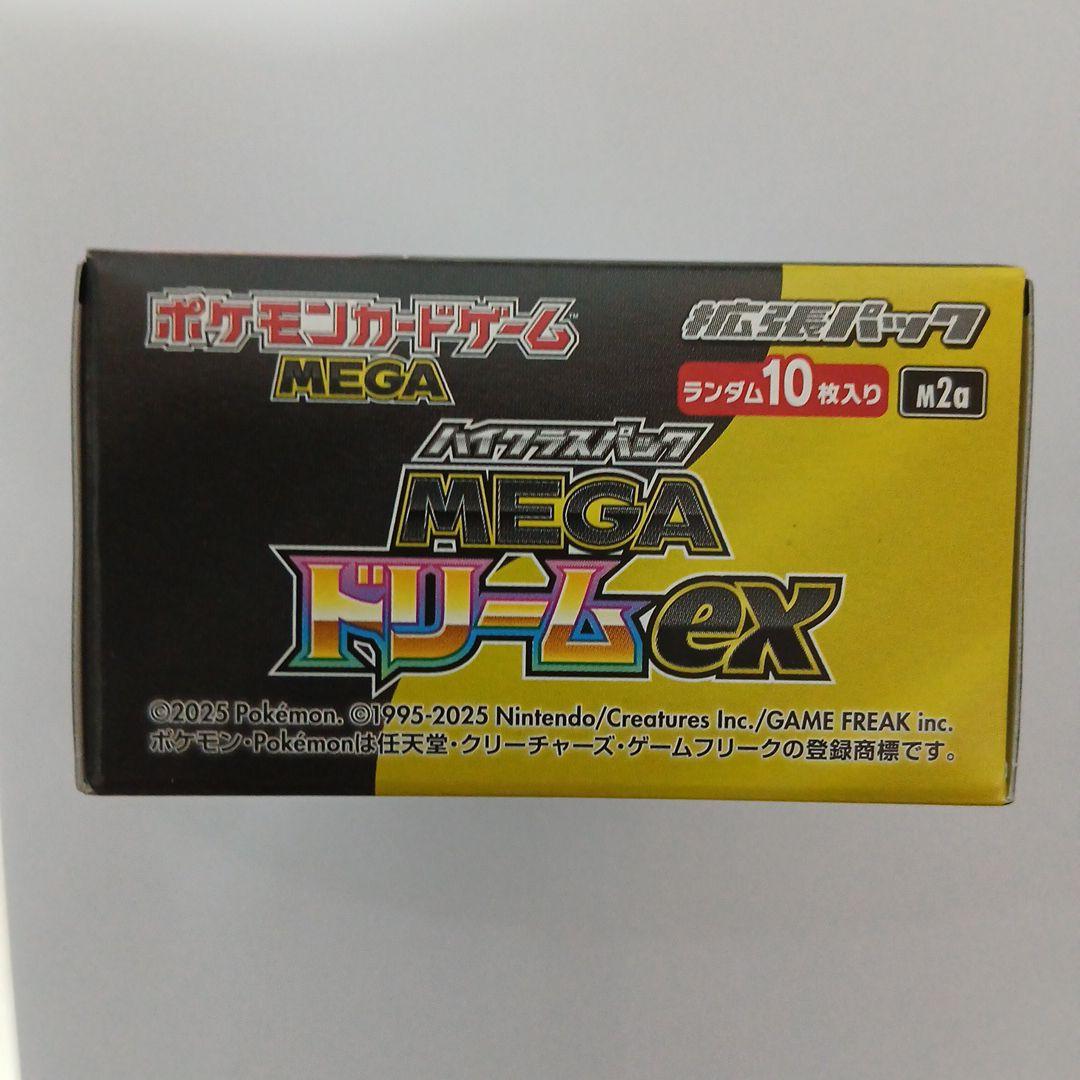 ポケモンカードゲーム™
MEGA
拡張パック
ランダム10枚入り
M2a
ハイクラスパック
MEGA
ドリームex
©2025 Pokémon. ©1995-2025 Nintendo/Creatures Inc./GAME FREAK inc.
ポケモン・Pokémonは任天堂・クリーチャーズ・ゲームフリークの登録商標です。